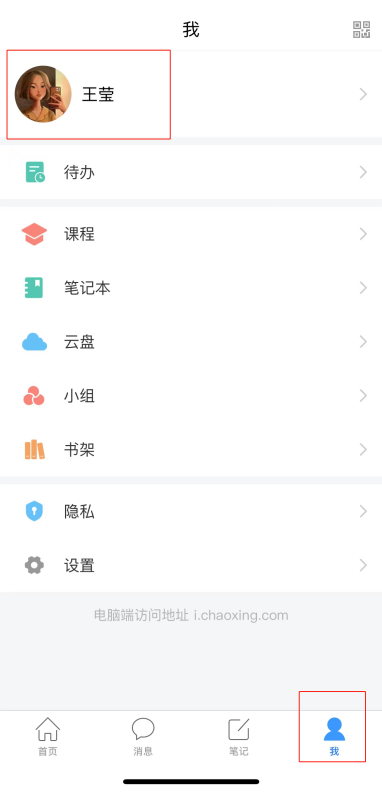 我
王莹
待办
课程
笔记本
云盘
小组
书架
隐私
设置
电脑端访问地址 i.chaoxing.com
首页 消息 笔记 我